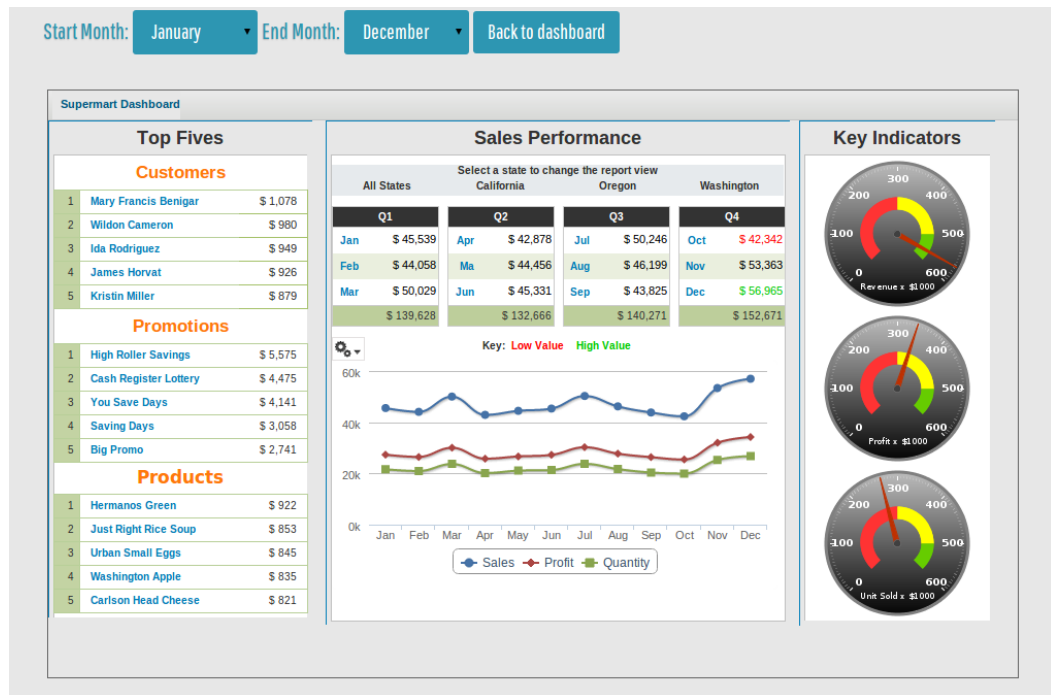 Start Month: January End Month: December Back to dashboard
Supermart Dashboard
Top Fives
Customers
1 Mary Francis Benigar $ 1,078
2 Wildon Cameron $ 980
3 Ida Rodriguez $ 949
4 James Horvat $ 926
5 Kristin Miller $ 879
Promotions
1 High Roller Savings $ 5,575
2 Cash Register Lottery $ 4,475
3 You Save Days $ 4,141
4 Saving Days $ 3,058
5 Big Promo $ 2,741
Products
1 Hermanos Green $ 922
2 Just Right Rice Soup $ 853
3 Urban Small Eggs $ 845
4 Washington Apple $ 835
5 Carlson Head Cheese $ 821
Sales Performance
Select a state to change the report view
All States California Oregon Washington
Q1 Q2 Q3 Q4
Jan $ 45,539 Apr $ 42,878 Jul $ 50,246 Oct $ 42,342
Feb $ 44,058 Ma $ 44,456 Aug $ 46,199 Nov $ 53,363
Mar $ 50,029 Jun $ 45,331 Sep $ 43,825 Dec $ 56,965
$ 139,628 $ 132,666 $ 140,271 $ 152,671
Key: Low Value High Value
60k
40k
20k
0k
Jan Feb Mar Apr May Jun Jul Aug Sep Oct Nov Dec
Sales Profit Quantity
Key Indicators
300
200 400
100 500
0 600
Revenue x $1000
300
200 400
100 500
0 600
Profit x $1000
300
200 400
100 500
0 600
Unit Sold x $1000